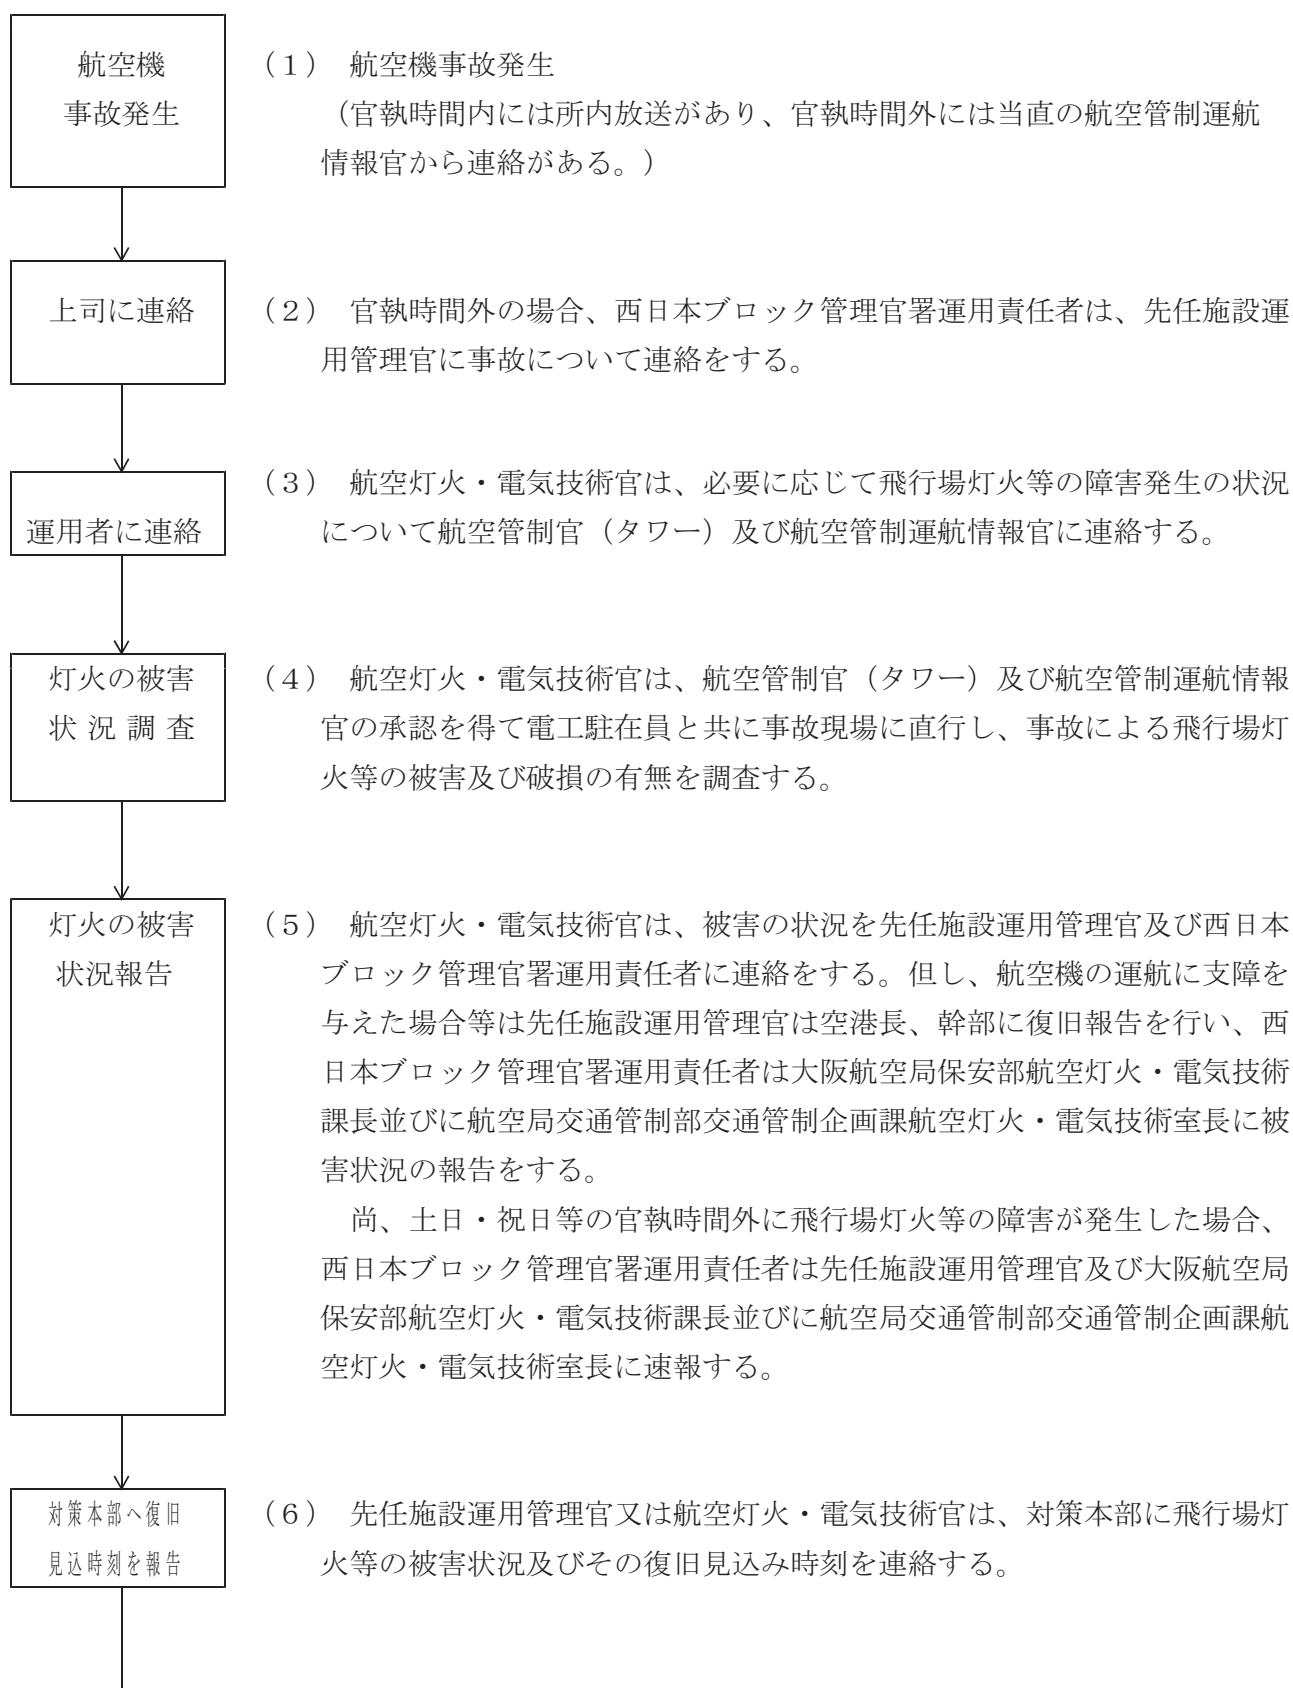 航空機
事故発生
（１） 航空機事故発生
（官執時間内には所内放送があり、官執時間外には当直の航空管制運航
情報官から連絡がある。）
上司に連絡
（２） 官執時間外の場合、西日本ブロック管理官署運用責任者は、先任施設運
用管理官に事故について連絡をする。
運用者に連絡
（３） 航空灯火・電気技術官は、必要に応じて飛行場灯火等の障害発生の状況
について航空管制官（タワー）及び航空管制運航情報官に連絡する。
灯火の被害
状 況 調 査
（４） 航空灯火・電気技術官は、航空管制官（タワー）及び航空管制運航情報
官の承認を得て電工駐在員と共に事故現場に直行し、事故による飛行場灯
火等の被害及び破損の有無を調査する。
灯火の被害
状況報告
（５） 航空灯火・電気技術官は、被害の状況を先任施設運用管理官及び西日本
ブロック管理官署運用責任者に連絡をする。但し、航空機の運航に支障を
与えた場合等は先任施設運用管理官は空港長、幹部に復旧報告を行い、西
日本ブロック管理官署運用責任者は大阪航空局保安部航空灯火・電気技術
課長並びに航空局交通管制部交通管制企画課航空灯火・電気技術室長に被
害状況の報告をする。
尚、土日・祝日等の官執時間外に飛行場灯火等の障害が発生した場合、
西日本ブロック管理官署運用責任者は先任施設運用管理官及び大阪航空局
保安部航空灯火・電気技術課長並びに航空局交通管制部交通管制企画課航
空灯火・電気技術室長に速報する。
対策本部へ復旧
見込時刻を報告
（６） 先任施設運用管理官又は航空灯火・電気技術官は、対策本部に飛行場灯
火等の被害状況及びその復旧見込み時刻を連絡する。